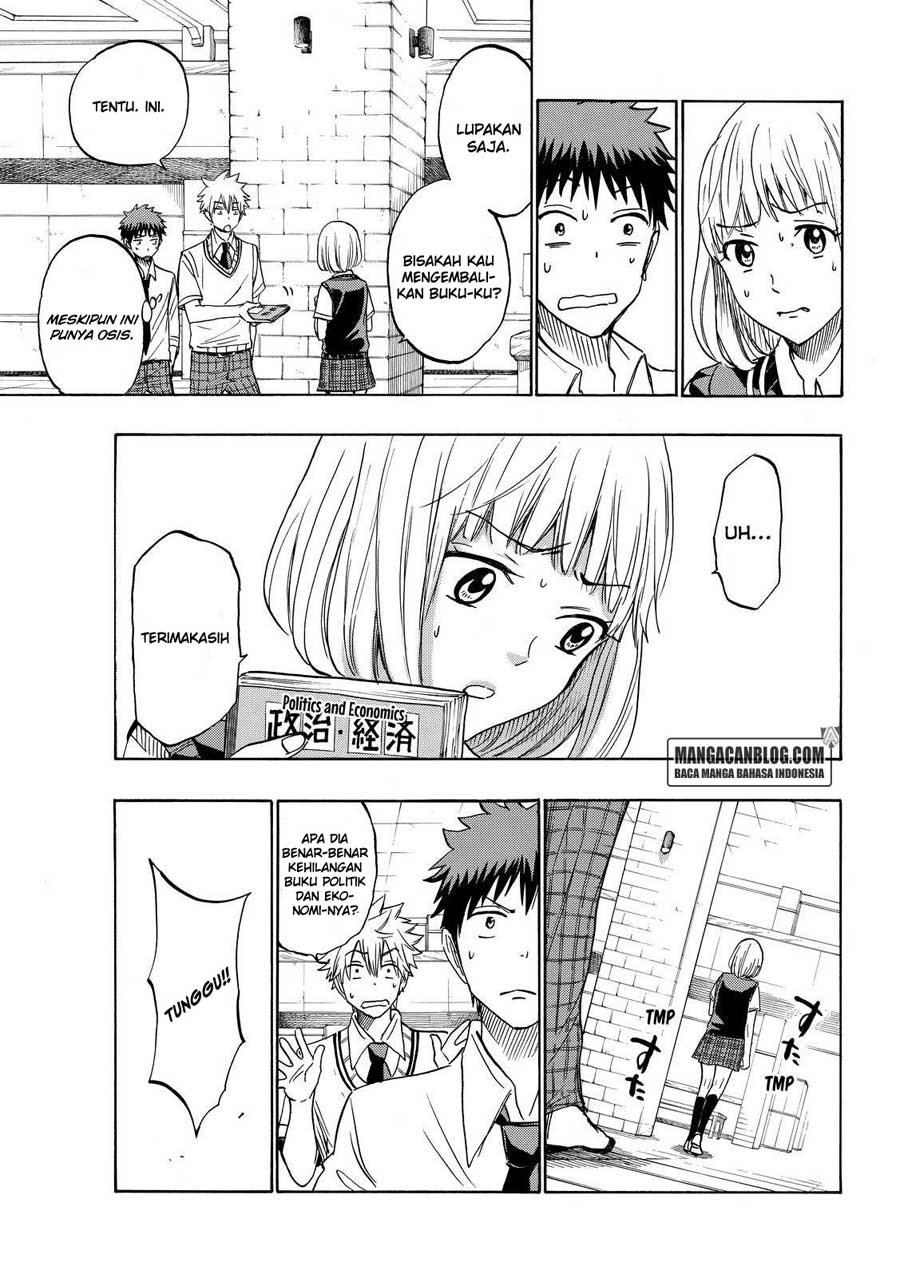 LUPAKAN
SAJA.
BISAKAH KAU
MENGEMBALI-
KAN BUKU-KU?
TENTU. INI.
MESKIPUN INI
PUNYA OSIS.
UH...
TERIMAKASIH
Politics and Economics
政治・経済
MANGACANBLOG.COM
BACA MANGA BAHASA INDONESIA
TMP
すた
TMP
すた
APA DIA
BENAR-BENAR
KEHILANGAN
BUKU POLITIK
DAN EKO-
NOMI-NYA?
TUNGGU!!